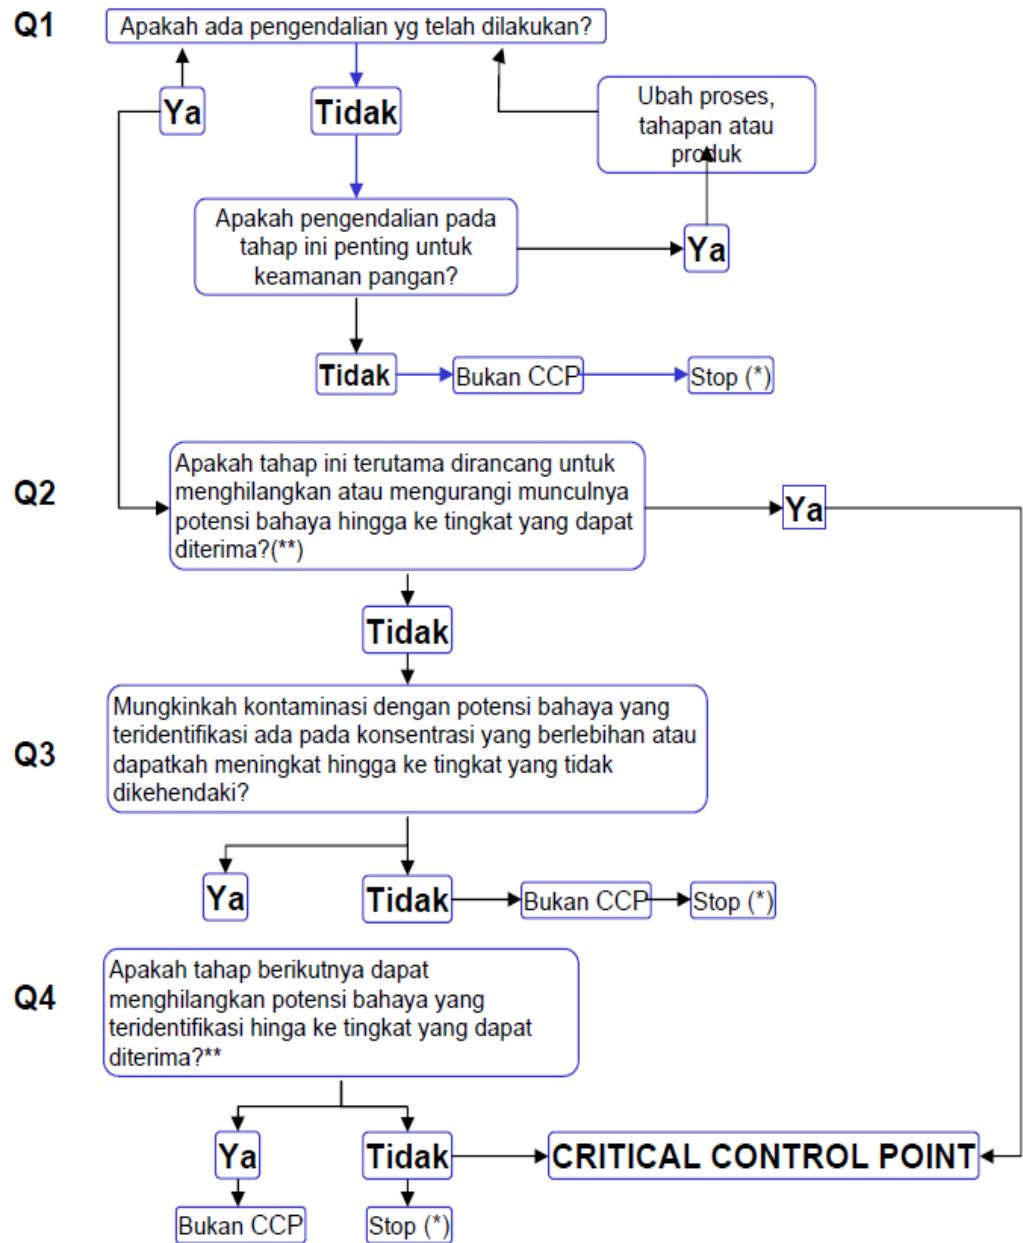 Q1
Apakah ada pengendalian yg telah dilakukan?
Ya
Tidak
Ubah proses,
tahapan atau
produk
Apakah pengendalian pada
tahap ini penting untuk
keamanan pangan?
Ya
Tidak
Bukan CCP
Stop (*)
Q2
Apakah tahap ini terutama dirancang untuk
menghilangkan atau mengurangi munculnya
potensi bahaya hingga ke tingkat yang dapat
diterima?(**)
Ya
Tidak
Q3
Mungkinkah kontaminasi dengan potensi bahaya yang
teridentifikasi ada pada konsentrasi yang berlebihan atau
dapatkah meningkat hingga ke tingkat yang tidak
dikehendaki?
Ya
Tidak
Bukan CCP
Stop (*)
Q4
Apakah tahap berikutnya dapat
menghilangkan potensi bahaya yang
teridentifikasi hinga ke tingkat yang dapat
diterima?**
Ya
Tidak
CRITICAL CONTROL POINT
Bukan CCP
Stop (*)